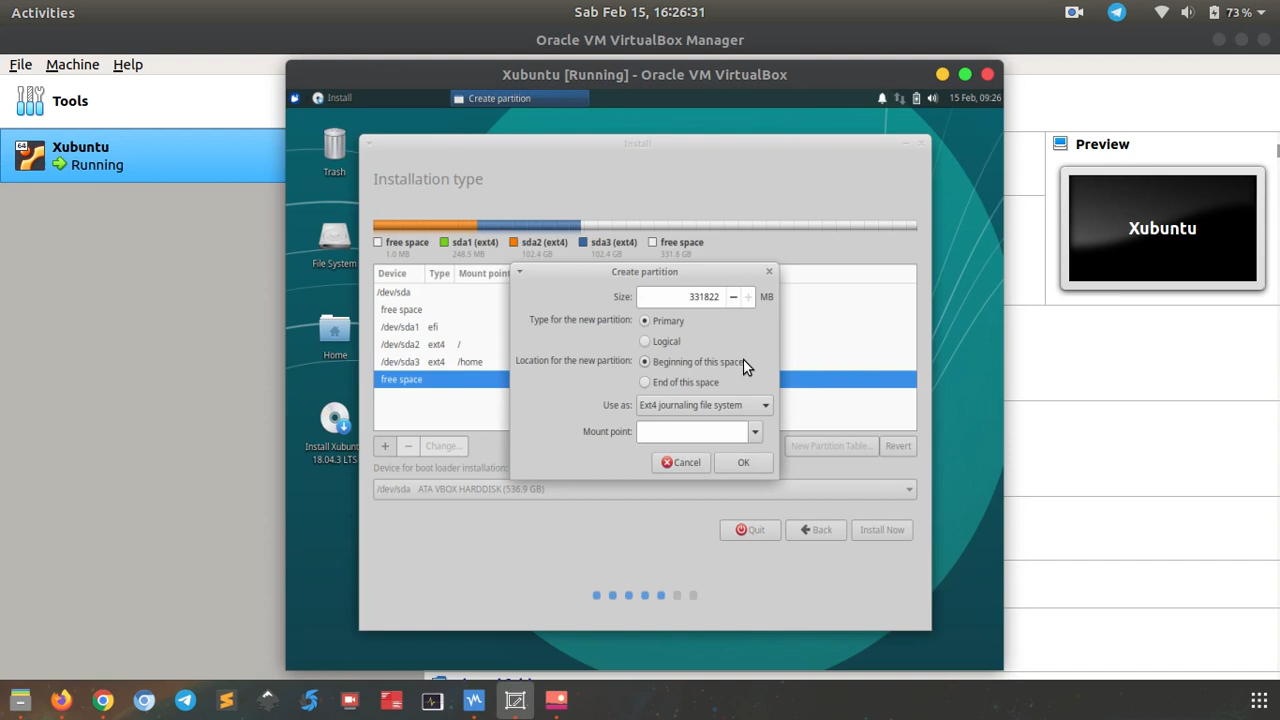 Activities
Sab Feb 15, 16:26:31
73 %
Oracle VM VirtualBox Manager
File Machine Help
Tools
Xubuntu
Running
64
Xubuntu [Running] - Oracle VM VirtualBox
Install
Create partition
15 Feb, 09:26
Trash
File System
Home
Install Xubuntu
18.04.3 LTS
Install
Installation type
free space
1.0 MB
sda1 (ext4)
248.5 MB
sda2 (ext4)
102.4 GB
sda3 (ext4)
102.4 GB
free space
331.8 GB
Device Type Mount point
/dev/sda
free space
/dev/sda1 efi
/dev/sda2 ext4 /
/dev/sda3 ext4 /home
free space
Change...
New Partition Table...
Revert
Device for boot loader installation:
/dev/sda ATA VBOX HARDDISK (536.9 GB)
Quit
Back
Install Now
Create partition
Size: 331822 MB
Type for the new partition: Primary
Logical
Location for the new partition: Beginning of this space
End of this space
Use as: Ext4 journaling file system
Mount point:
Cancel
OK
Preview
Xubuntu